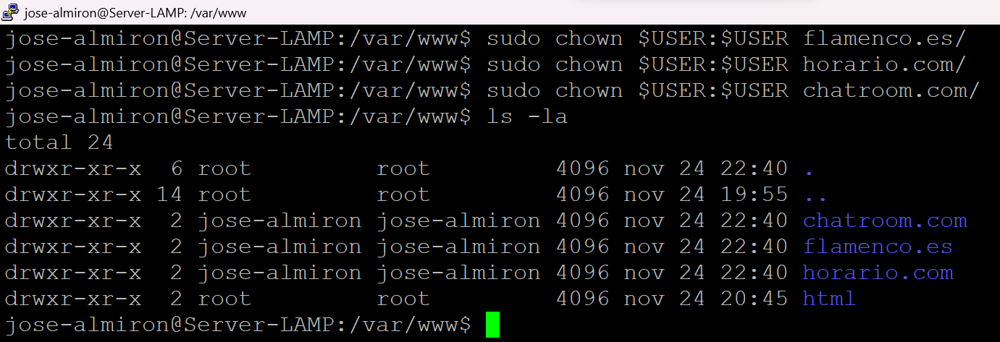 jose-almiron@Server-LAMP: /var/www
jose-almiron@Server-LAMP:/var/www$ sudo chown $USER:$USER flamenco.es/
jose-almiron@Server-LAMP:/var/www$ sudo chown $USER:$USER horario.com/
jose-almiron@Server-LAMP:/var/www$ sudo chown $USER:$USER chatroom.com/
jose-almiron@Server-LAMP:/var/www$ ls -la
total 24
drwxr-xr-x  6 root         root         4096 nov 24 22:40 .
drwxr-xr-x 14 root         root         4096 nov 24 19:55 ..
drwxr-xr-x  2 jose-almiron jose-almiron 4096 nov 24 22:40 chatroom.com
drwxr-xr-x  2 jose-almiron jose-almiron 4096 nov 24 22:40 flamenco.es
drwxr-xr-x  2 jose-almiron jose-almiron 4096 nov 24 22:40 horario.com
drwxr-xr-x  2 root         root         4096 nov 24 20:45 html
jose-almiron@Server-LAMP:/var/www$